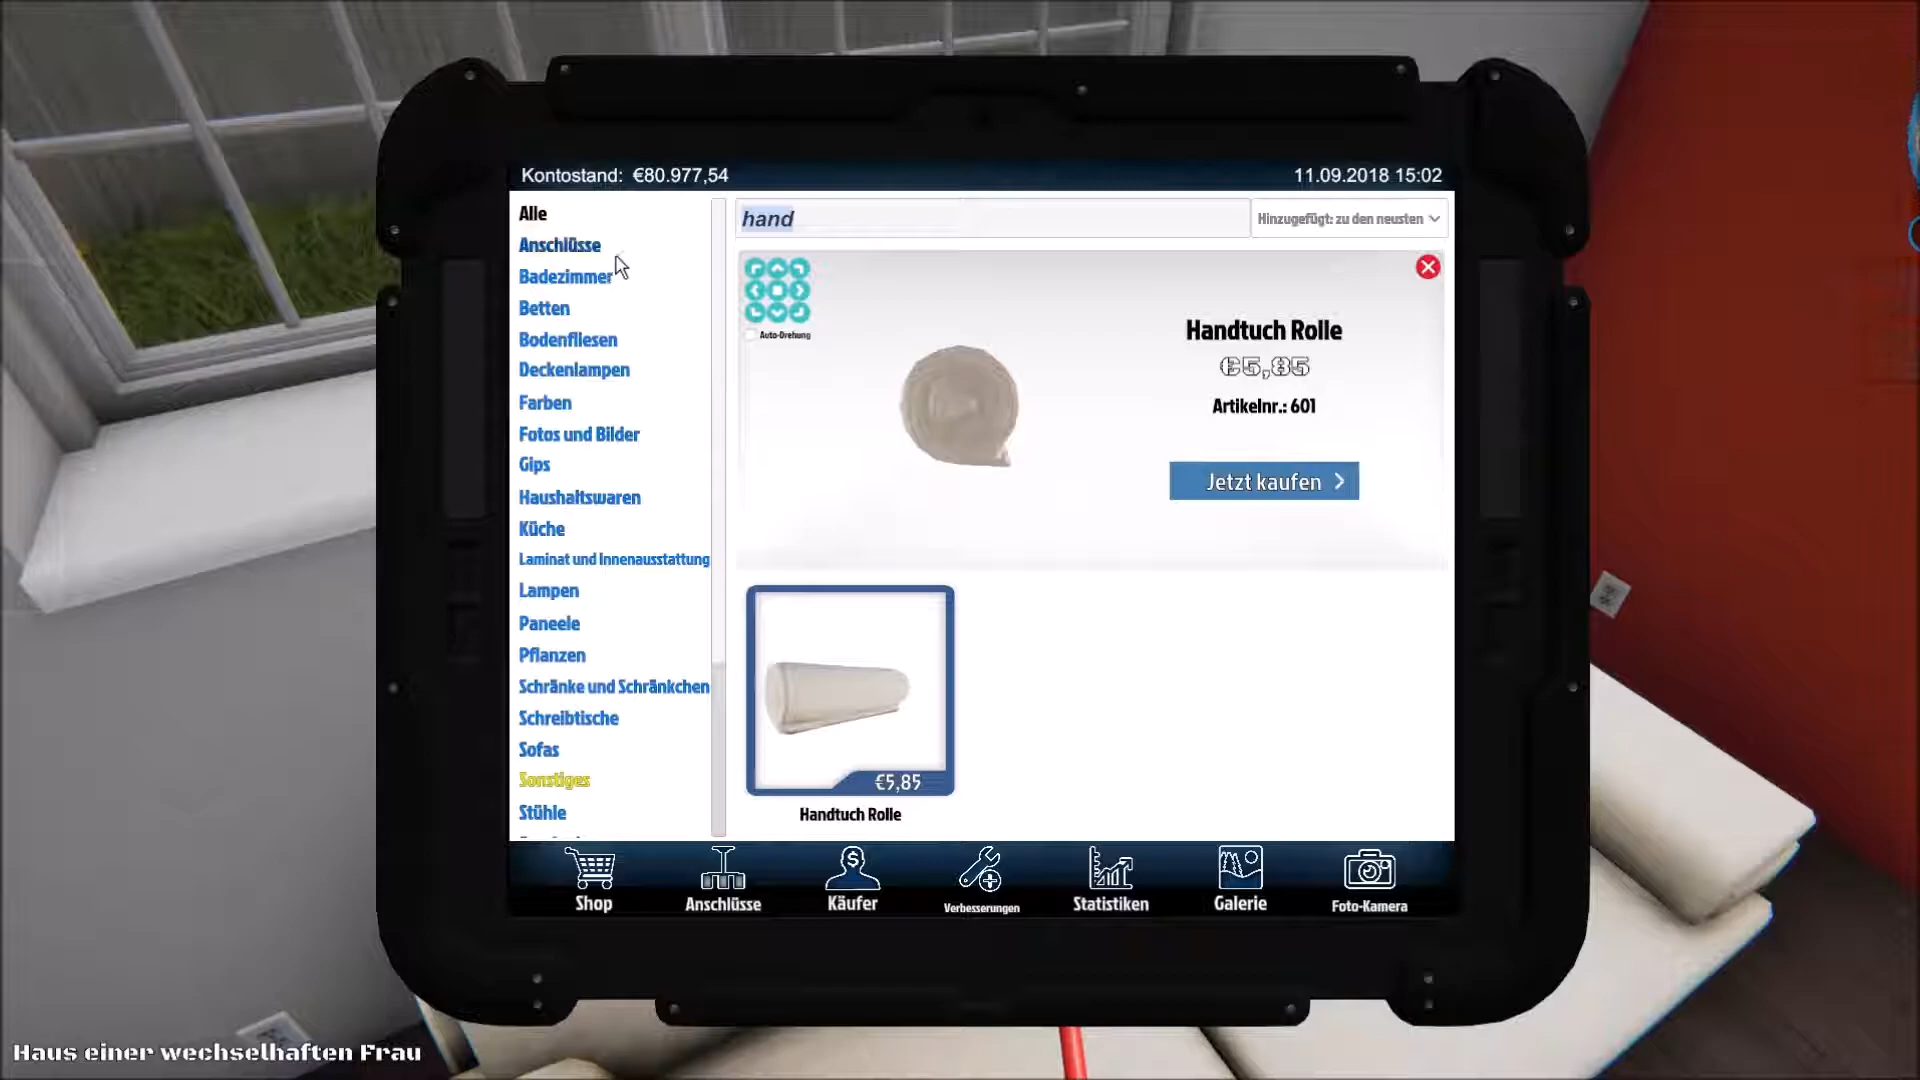 Kontostand: €80.977,54
11.09.2018 15:02
Alle
Anschlüsse
Badezimmer
Betten
Bodenfliesen
Deckenlampen
Farben
Fotos und Bilder
Gips
Haushaltswaren
Küche
Laminat und Innenausstattung
Lampen
Paneele
Pflanzen
Schränke und Schränkchen
Schreibtische
Sofas
Sonstiges
Stühle
hand
Hinzugefügt: zu den neusten
Auto-Drehung
Handtuch Rolle
€5,85
Artikelnr.: 601
Jetzt kaufen
€5,85
Handtuch Rolle
Shop
Anschlüsse
Käufer
Verbesserungen
Statistiken
Galerie
Foto-Kamera
Haus einer wechselhaften Frau